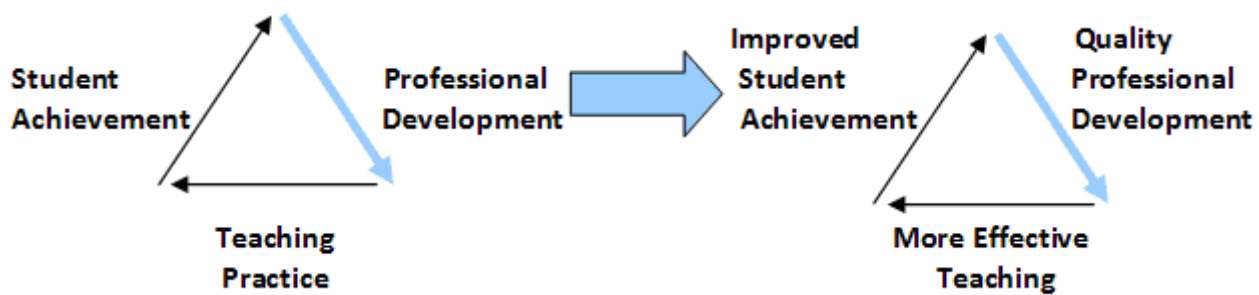 Student
Achievement
Professional
Development
Teaching
Practice
Improved
Student
Achievement
Quality
Professional
Development
More Effective
Teaching